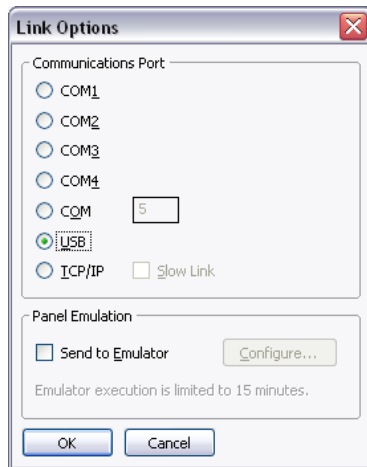 Link Options
Communications Port
COM1
COM2
COM3
COM4
COM 5
USB
TCP/IP Slow Link
Panel Emulation
Send to Emulator Configure...
Emulator execution is limited to 15 minutes.
OK Cancel